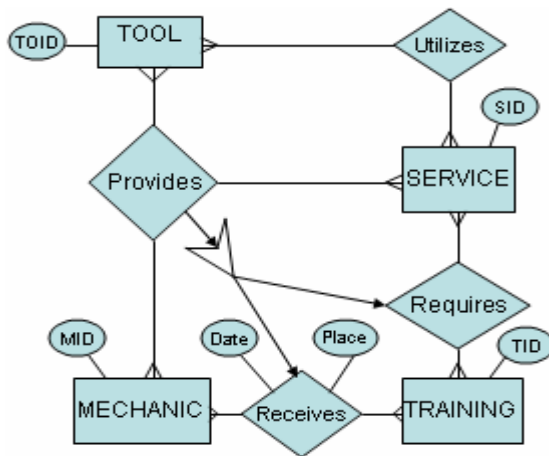 TOOL
TOID
Utilizes
SID
Provides
SERVICE
Requires
MID
Date
Place
TID
MECHANIC
Receives
TRAINING